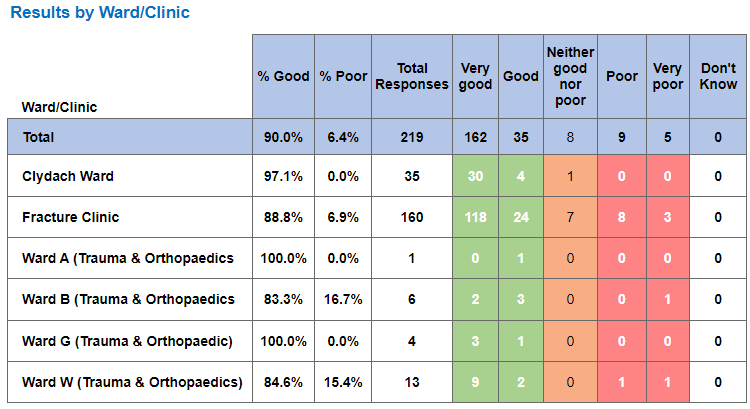 Results by Ward/Clinic
Ward/Clinic % Good % Poor Total Responses Very good Good Neither good nor poor Poor Very poor Don't Know
Total 90.0% 6.4% 219 162 35 8 9 5 0
Clydach Ward 97.1% 0.0% 35 30 4 1 0 0 0
Fracture Clinic 88.8% 6.9% 160 118 24 7 8 3 0
Ward A (Trauma & Orthopaedics 100.0% 0.0% 1 0 1 0 0 0 0
Ward B (Trauma & Orthopaedics 83.3% 16.7% 6 2 3 0 0 1 0
Ward G (Trauma & Orthopaedic) 100.0% 0.0% 4 3 1 0 0 0 0
Ward W (Trauma & Orthopaedics) 84.6% 15.4% 13 9 2 0 1 1 0